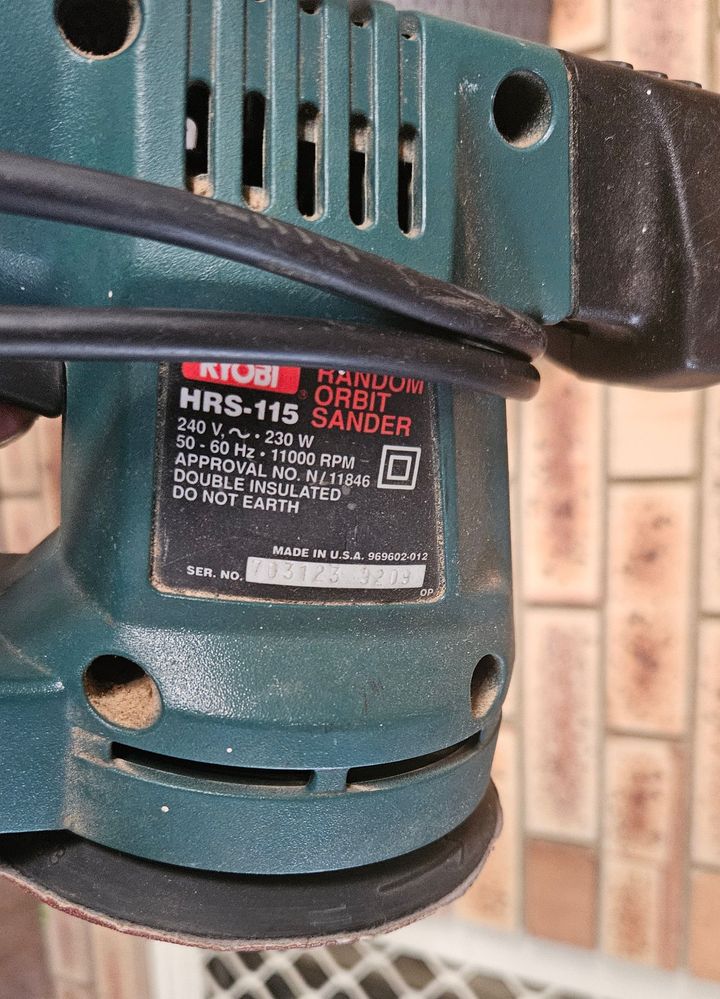 RYOBI
®
RANDOM
ORBIT
SANDER
HRS-115
240 V, ∿ · 230 W
50 - 60 Hz · 11000 RPM
APPROVAL NO. N/11846
DOUBLE INSULATED
DO NOT EARTH
MADE IN U.S.A. 969602-012
SER. NO. 703123 9209
OP